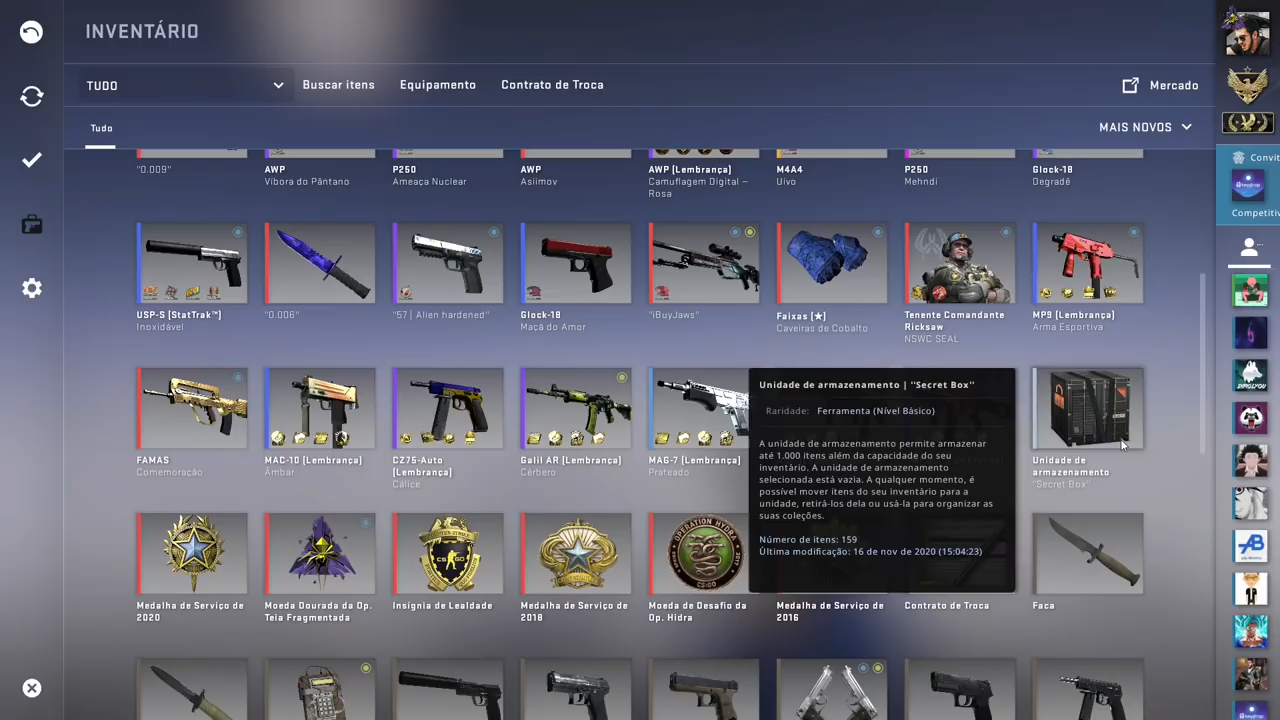 INVENTÁRIO
TUDO
Buscar itens
Equipamento
Contrato de Troca
Mercado
Tudo
MAIS NOVOS
Convit
Competitiv
"0.009"
AWP
Víbora do Pântano
P250
Ameaça Nuclear
AWP
Asiimov
AWP (Lembrança)
Camuflagem Digital –
Rosa
M4A4
Uivo
P250
Mehndi
Glock-18
Degradê
USP-S (StatTrak™)
Inoxidável
"0.006"
"57 | Alien hardened"
Glock-18
Maçã do Amor
"iBuyJaws"
Faixas (★)
Caveiras de Cobalto
Tenente Comandante
Ricksaw
NSWC SEAL
MP9 (Lembrança)
Arma Esportiva
FAMAS
Comemoração
MAC-10 (Lembrança)
Âmbar
CZ75-Auto
(Lembrança)
Cálice
Galil AR (Lembrança)
Cérbero
MAG-7 (Lembrança)
Prateado
Unidade de armazenamento | "Secret Box"
Raridade: Ferramenta (Nível Básico)
A unidade de armazenamento permite armazenar
até 1.000 itens além da capacidade do seu
inventário. A unidade de armazenamento
selecionada está vazia. A qualquer momento, é
possível mover itens do seu inventário para a
unidade, retirá-los dela ou usá-la para organizar as
suas coleções.
Número de itens: 159
Última modificação: 16 de nov de 2020 (15:04:23)
Unidade de
armazenamento
"Secret Box"
Medalha de Serviço de
2020
Moeda Dourada da Op.
Teia Fragmentada
CS:GO
Insígnia de Lealdade
Medalha de Serviço de
2018
OPERATION HYDRA
Moeda de Desafio da
Op. Hidra
Medalha de Serviço de
2016
Contrato de Troca
Faca